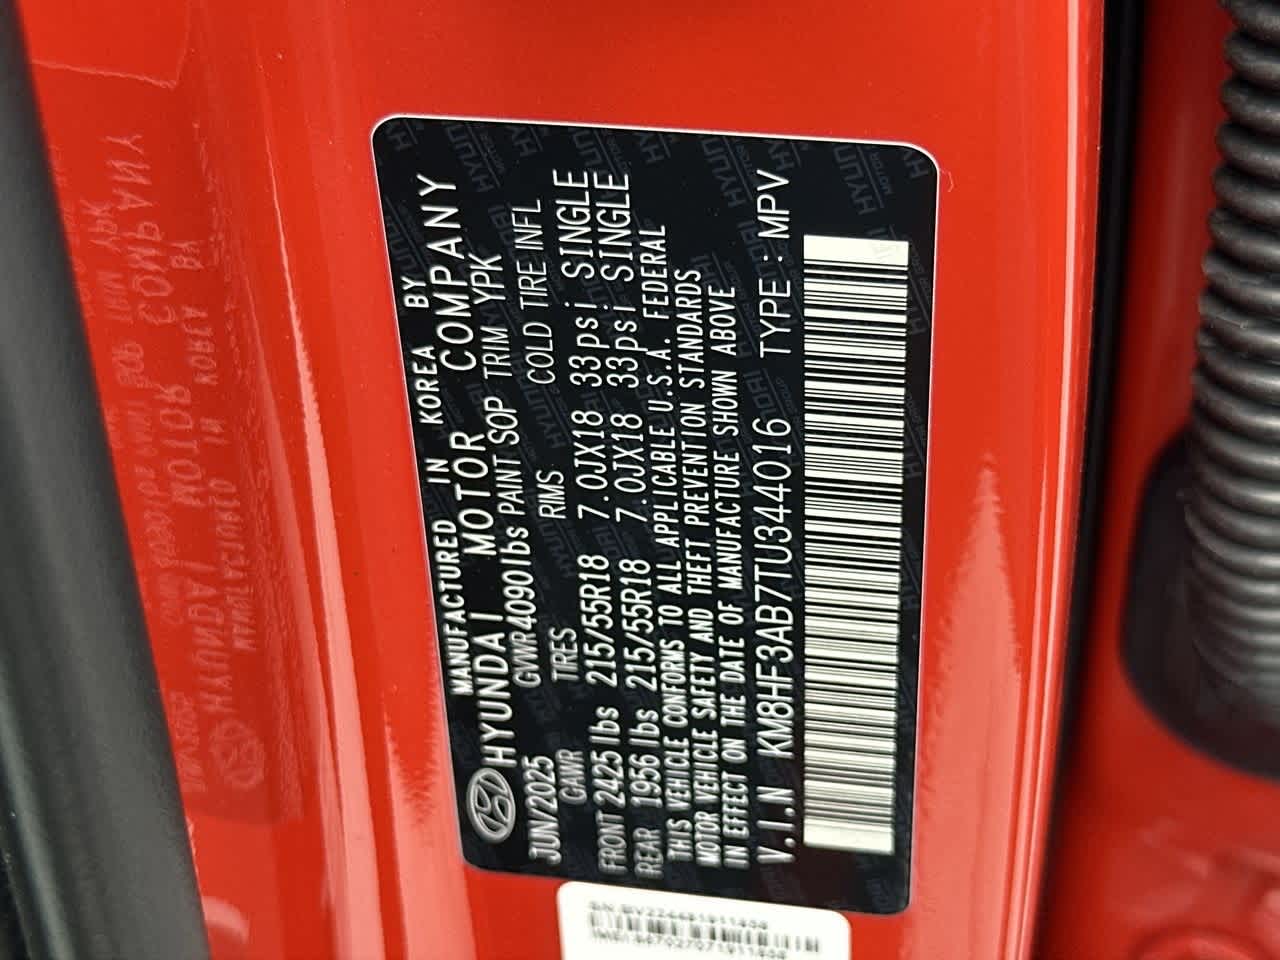 MANUFACTURED IN KOREA BY
HYUNDAI MOTOR COMPANY
JUN/2025 GVWR 4090 lbs PAINT SOP TRIM YPK
GAWR TIRES RIMS COLD TIRE INFL
FRONT 2425 lbs 215/55R18 7.0JX18 33psi SINGLE
REAR 1956 lbs 215/55R18 7.0JX18 33psi SINGLE
THIS VEHICLE CONFORMS TO ALL APPLICABLE U.S.A. FEDERAL
MOTOR VEHICLE SAFETY AND THEFT PREVENTION STANDARDS
IN EFFECT ON THE DATE OF MANUFACTURE SHOWN ABOVE
V.I.N KM8HF3AB7TU344016 TYPE : MPV